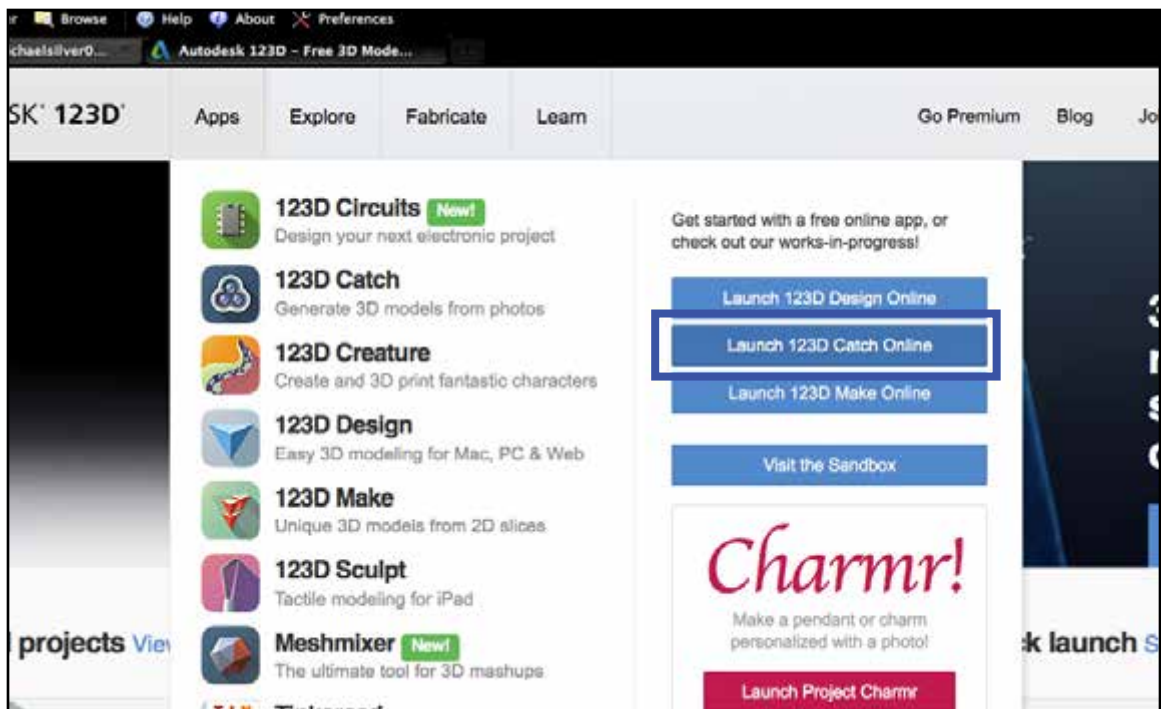 r Browse Help About Preferences
chaelsilver0... Autodesk 123D - Free 3D Mode...
SK 123D Apps Explore Fabricate Learn Go Premium Blog Jo
123D Circuits New!
Design your next electronic project
123D Catch
Generate 3D models from photos
123D Creature
Create and 3D print fantastic characters
123D Design
Easy 3D modeling for Mac, PC & Web
123D Make
Unique 3D models from 2D slices
123D Sculpt
Tactile modeling for iPad
Meshmixer New!
The ultimate tool for 3D mashups
Get started with a free online app, or
check out our works-in-progress!
Launch 123D Design Online
Launch 123D Catch Online
Launch 123D Make Online
Visit the Sandbox
Charmr!
Make a pendant or charm
personalized with a photo!
Launch Project Charmr
l projects View
k launch S